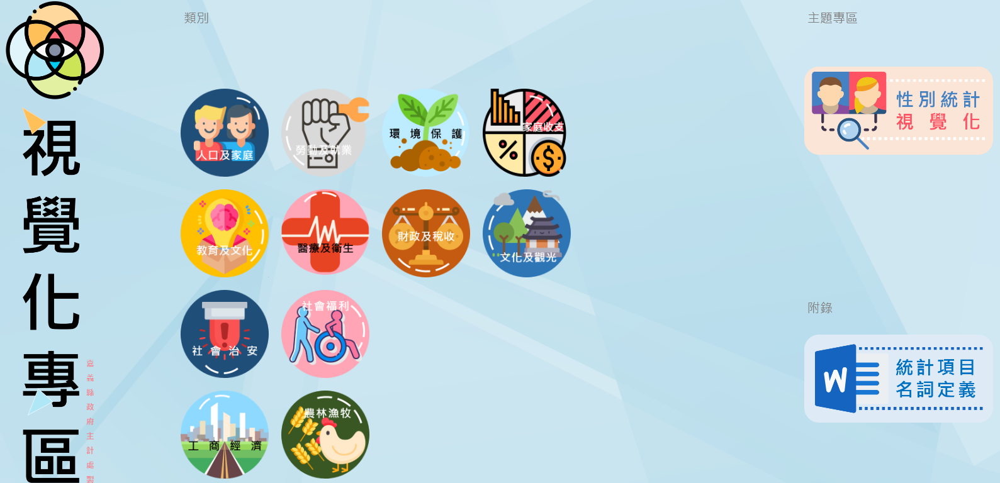 視覺化專區
嘉義縣政府主計處製
類別
人口及家庭
勞動及就業
環境保護
家庭收支
教育及文化
醫療及衛生
財政及稅收
文化及觀光
社會治安
社會福利
工商經濟
農林漁牧
主題專區
性別統計
視覺化
附錄
W
統計項目
名詞定義